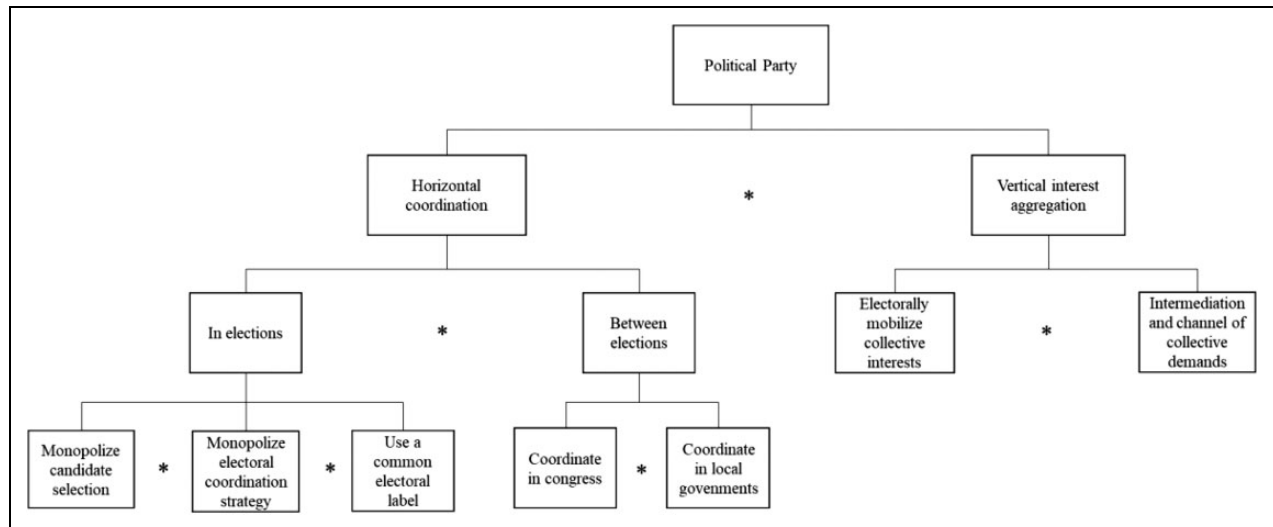 Political Party
Horizontal
coordination
*
Vertical interest
aggregation
In elections
*
Between
elections
Electorally
mobilize
collective
interests
*
Intermediation
and channel of
collective
demands
Monopolize
candidate
selection
*
Monopolize
electoral
coordination
strategy
*
Use a
common
electoral
label
Coordinate
in congress
*
Coordinate
in local
govenments